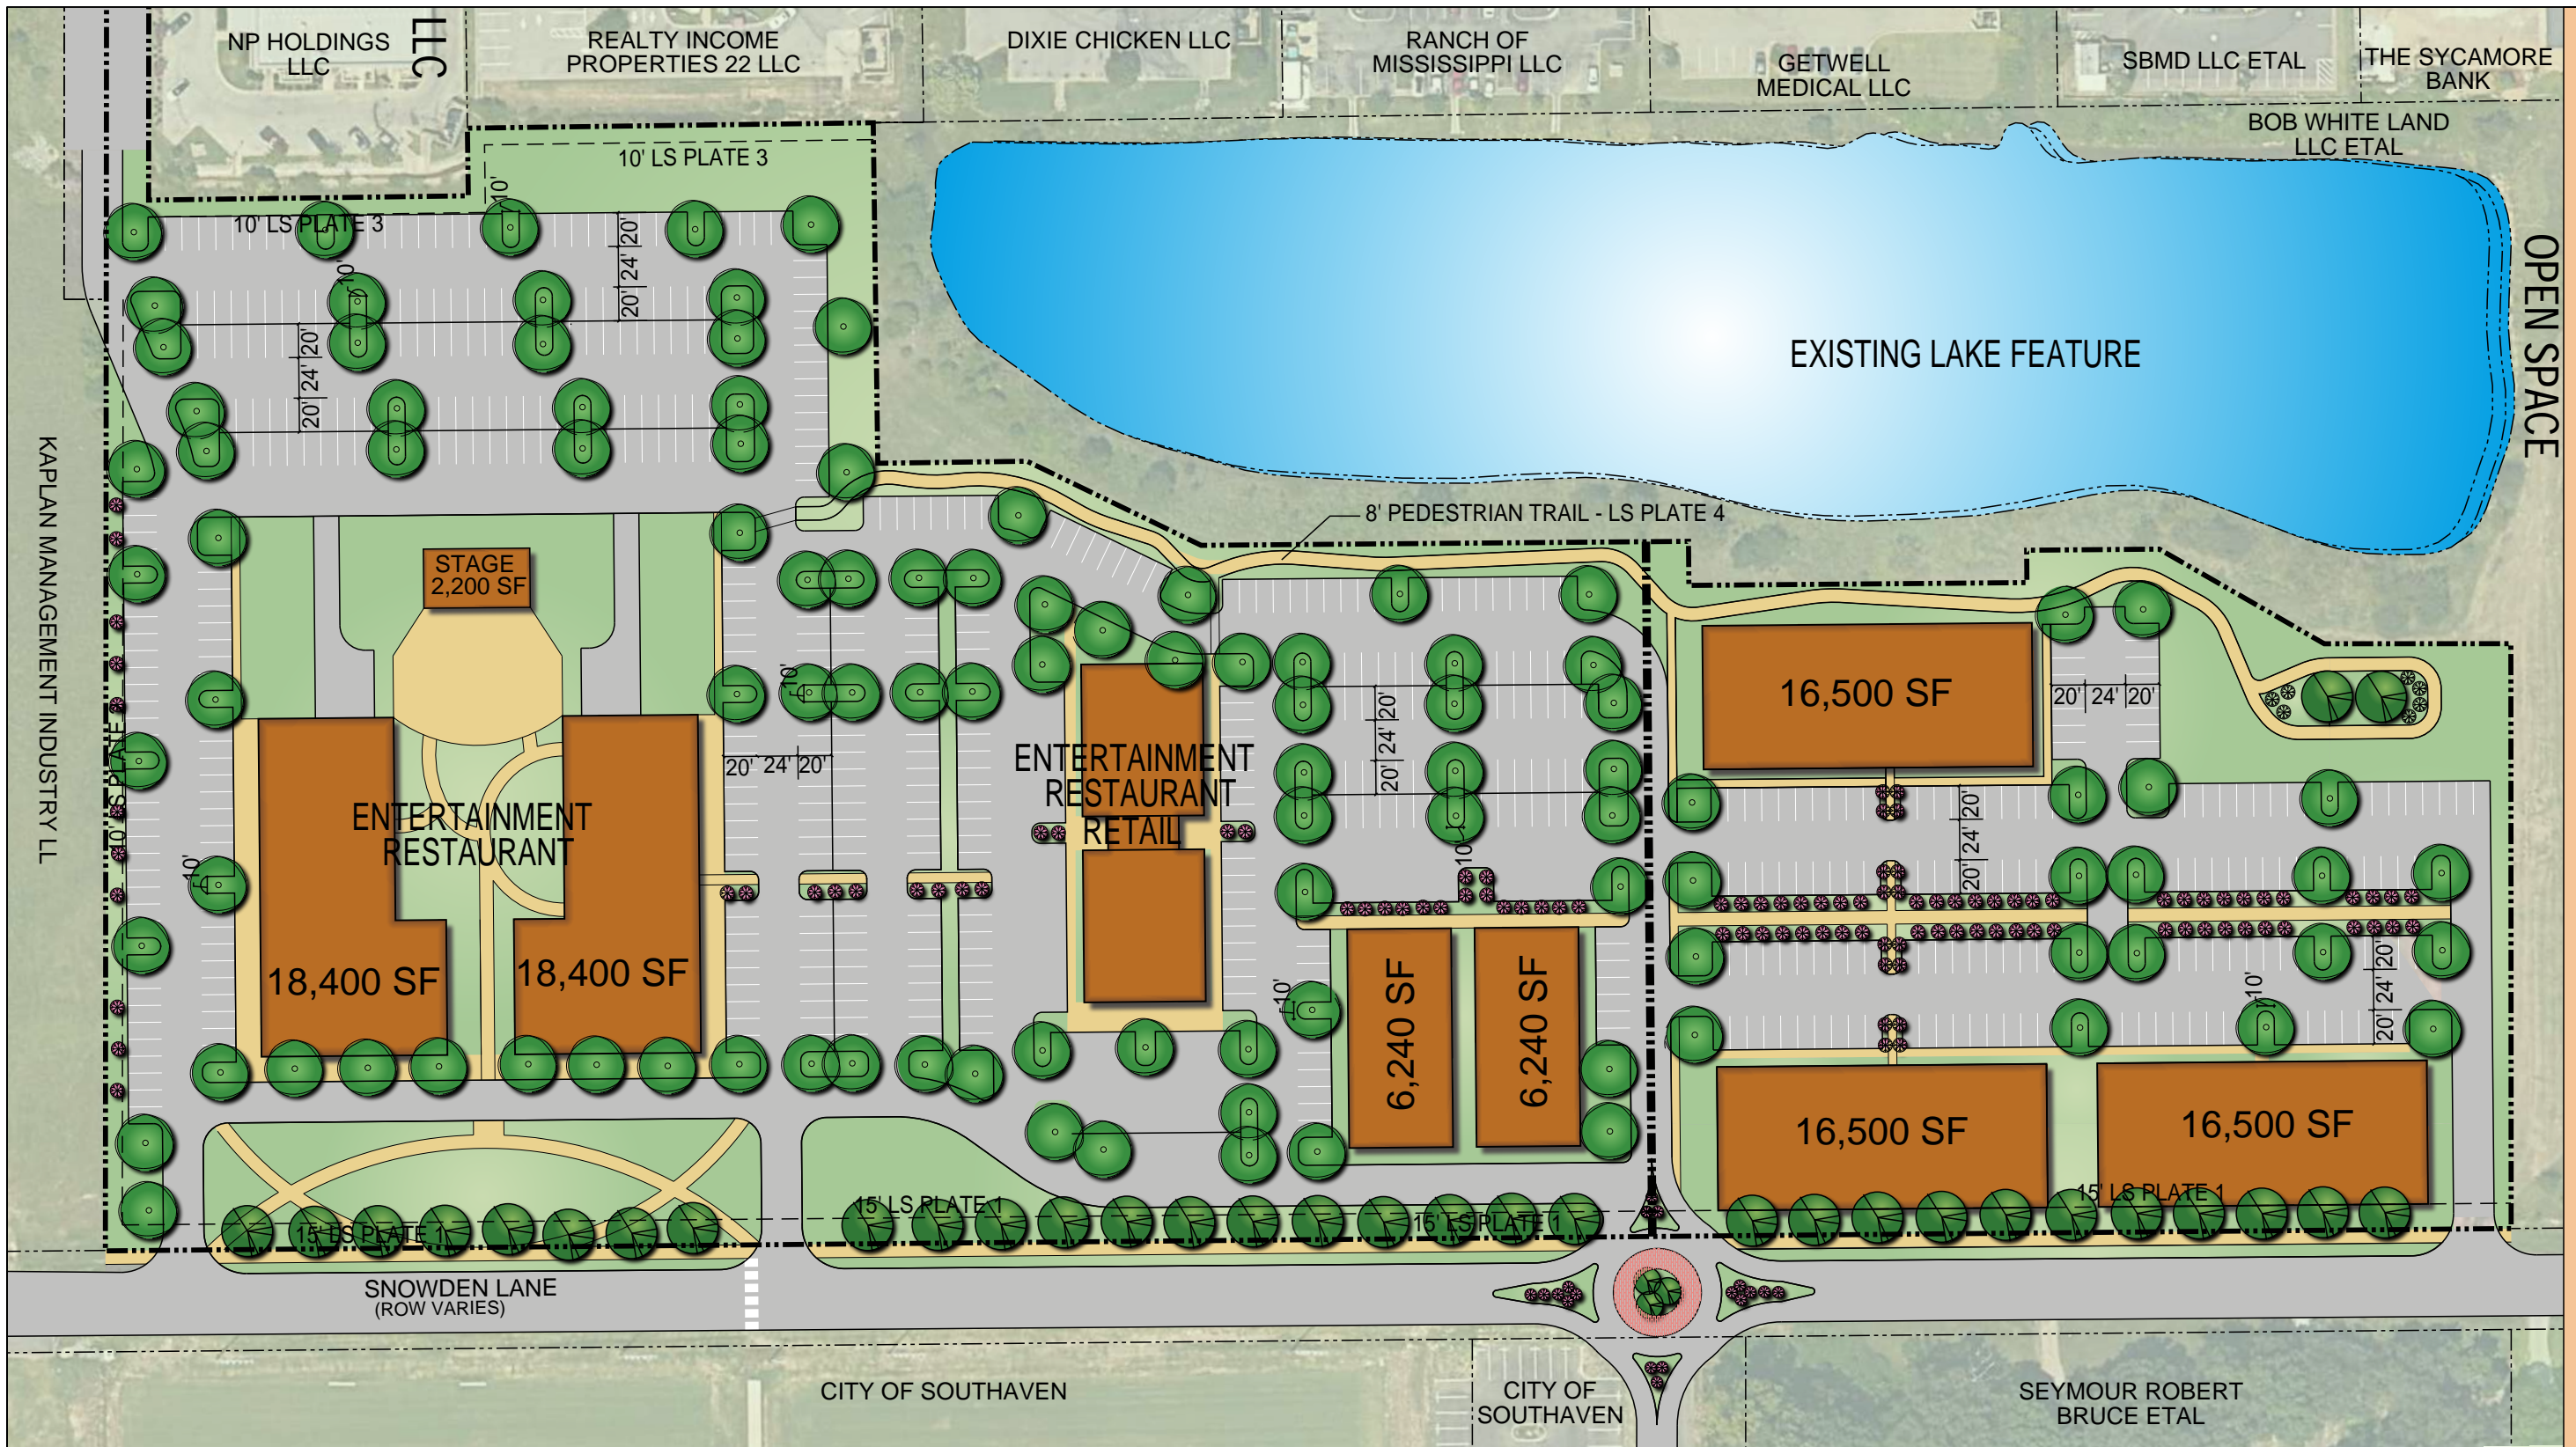 NP HOLDINGS
LLC
LLC
REALTY INCOME
PROPERTIES 22 LLC
DIXIE CHICKEN LLC
RANCH OF
MISSISSIPPI LLC
GETWELL
MEDICAL LLC
SBMD LLC ETAL
THE SYCAMORE
BANK
BOB WHITE LAND
LLC ETAL
10' LS PLATE 3
10'
10' LS PLATE 3
20'
24'
20'
10'
20'
24'
20'
OPEN SPACE
EXISTING LAKE FEATURE
KAPLAN MANAGEMENT INDUSTRY LL
8' PEDESTRIAN TRAIL - LS PLATE 4
STAGE
2,200 SF
10'
20' 24' 20'
10' LS PLATE
ENTERTAINMENT
RESTAURANT
10'
18,400 SF
18,400 SF
ENTERTAINMENT
RESTAURANT
RETAIL
20'
24'
20'
10'
10'
6,240 SF
6,240 SF
16,500 SF
20' 24' 20'
20'
24'
20'
20'
24'
20'
10'
16,500 SF
16,500 SF
15' LS PLATE 1
15' LS PLATE 1
15' LS PLATE 1
15' LS PLATE 1
SNOWDEN LANE
(ROW VARIES)
CITY OF SOUTHAVEN
CITY OF
SOUTHAVEN
SEYMOUR ROBERT
BRUCE ETAL